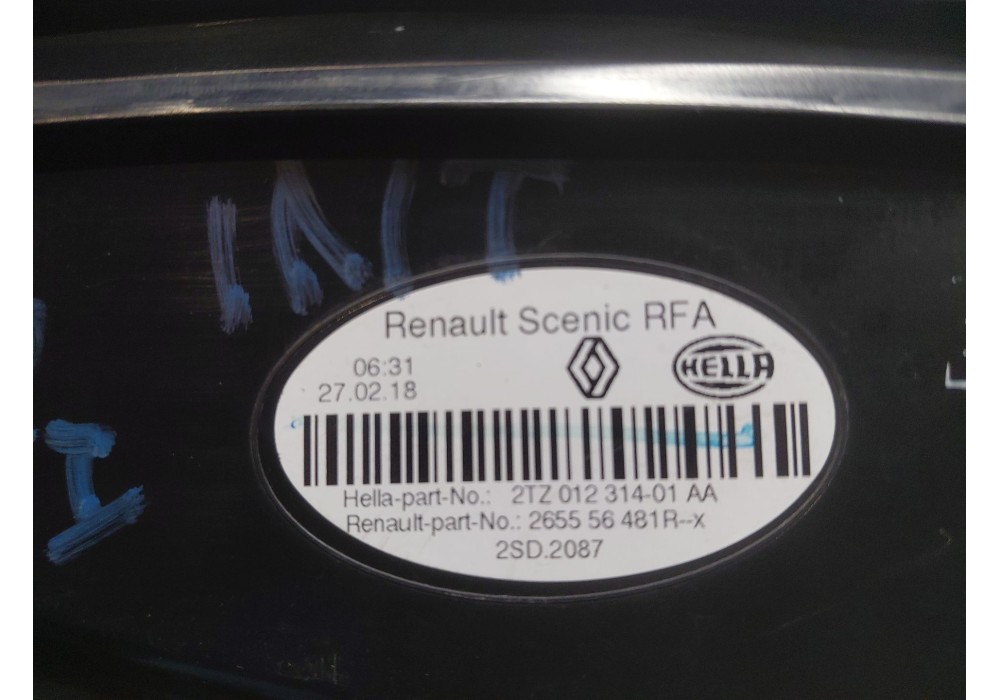 Renault Scenic RFA
06:31
27.02.18
HELLA
Hella-part-No.: 2TZ 012 314-01 AA
Renault-part-No.: 2655 56 481R--x
2SD.2087